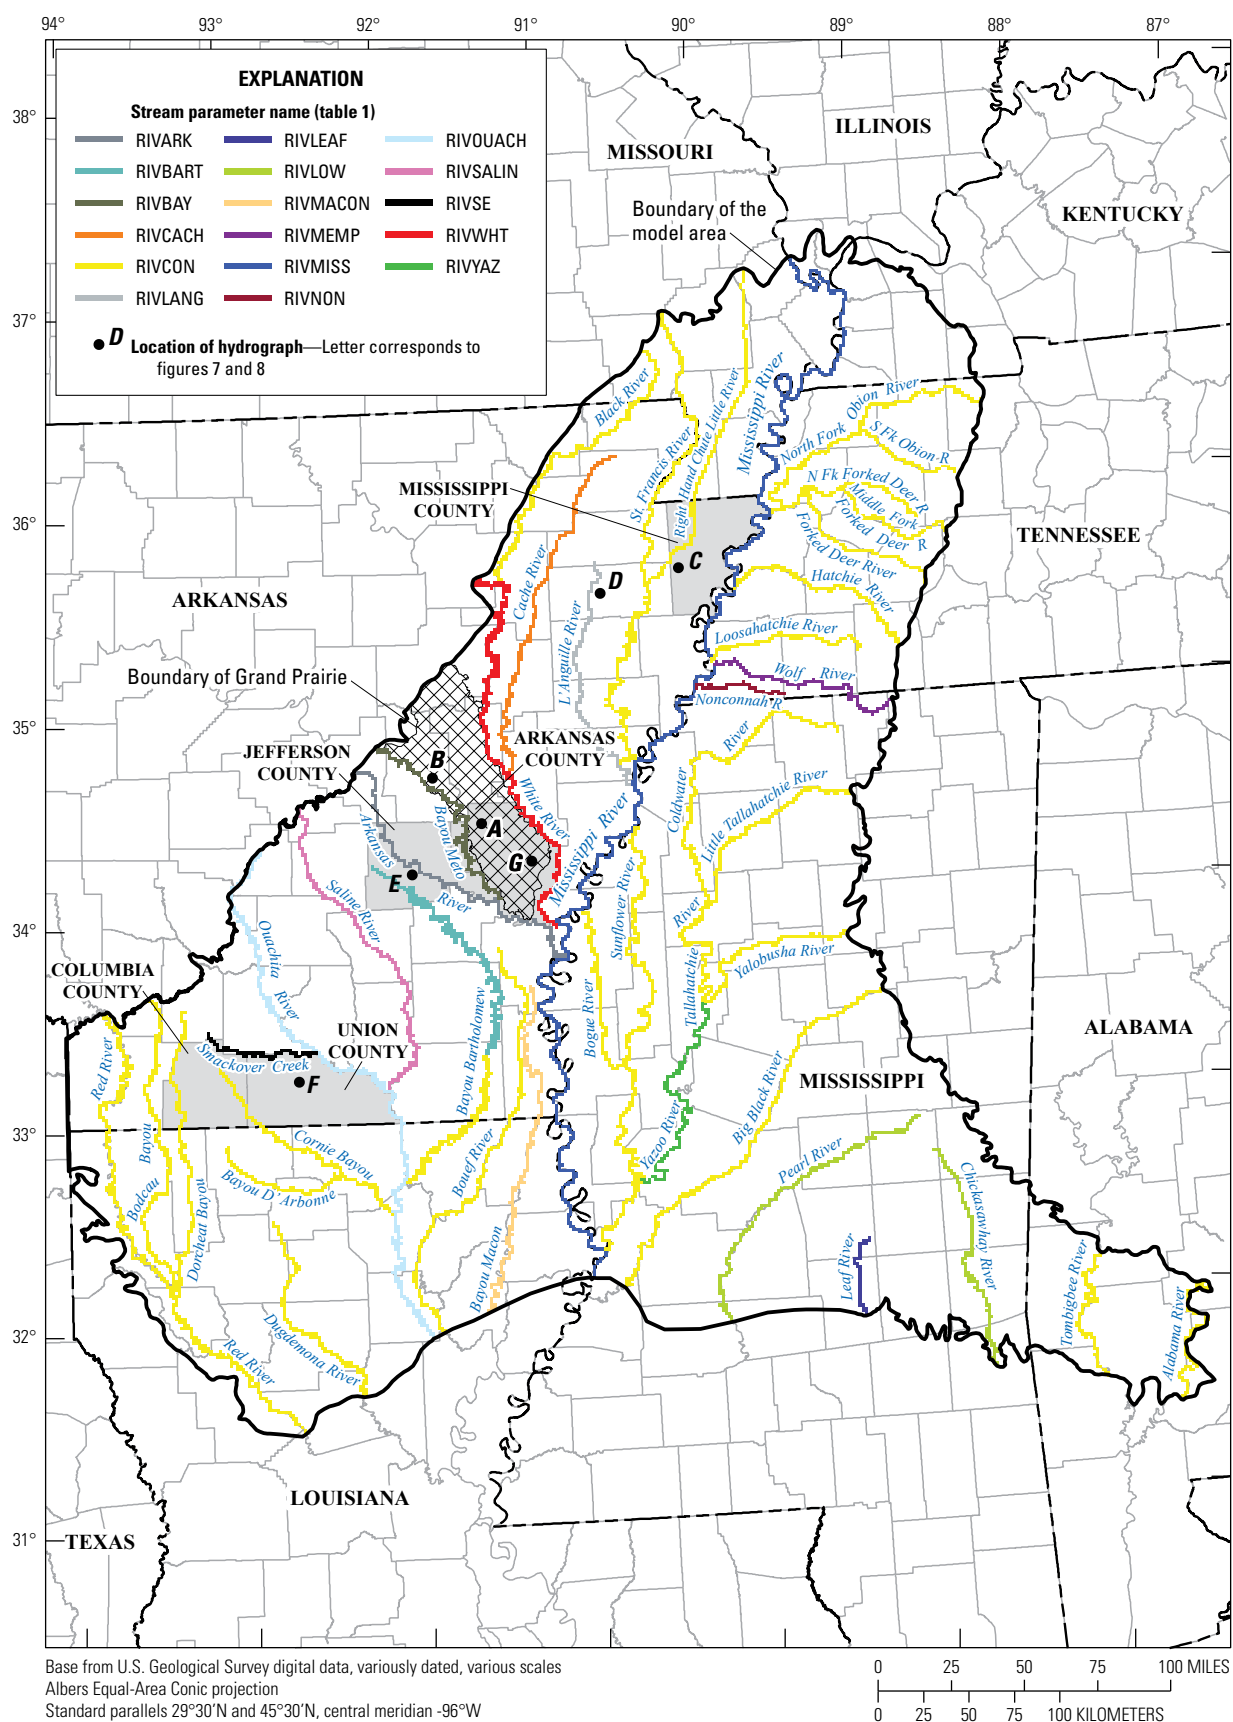 94°
93°
92°
91°
90°
89°
88°
87°
38°
37°
36°
35°
34°
33°
32°
31°
EXPLANATION
Stream parameter name (table 1)
RIVARK
RIVLEAF
RIVOUACH
RIVBART
RIVLOW
RIVSALIN
RIVBAY
RIVMACON
RIVSE
RIVCACH
RIVMEMP
RIVWHT
RIVCON
RIVMISS
RIVYAZ
RIVLANG
RIVNON
D
Location of hydrograph—Letter corresponds to
figures 7 and 8
MISSOURI
ILLINOIS
KENTUCKY
Boundary of the
model area
Black River
St. Francis River
Right Hand Chute Little River
Mississippi River
Obion River
North Fork
S Fk Obion R
N Fk Forked Deer R
Middle Fork
Forked Deer R
Forked Deer River
Hatchie River
MISSISSIPPI
COUNTY
TENNESSEE
C
D
Cache River
L'Anguille River
ARKANSAS
Loosahatchie River
Wolf River
Nonconnah R
Boundary of Grand Prairie
JEFFERSON
COUNTY
ARKANSAS
COUNTY
B
A
G
E
White River
Bayou Meto
Arkansas
River
Mississippi River
Coldwater
River
Little Tallahatchie River
Saline River
Ouachita
River
Sunflower River
River
Tallahatchie
Yalobusha River
COLUMBIA
COUNTY
UNION
COUNTY
Bogue River
Bayou Bartholomew
Smackover Creek
F
Red River
ALABAMA
MISSISSIPPI
Big Black River
Yazoo River
Pearl River
Chickasawhay River
Bayou
Bodcau
Dorcheat Bayou
Cornie Bayou
Bayou D' Arbonne
Bouef River
Bayou Macon
Leaf River
Tombigbee River
Alabama River
Dugdemona River
Red River
LOUISIANA
TEXAS
Base from U.S. Geological Survey digital data, variously dated, various scales
Albers Equal-Area Conic projection
Standard parallels 29°30'N and 45°30'N, central meridian -96°W
0 25 50 75 100 MILES
0 25 50 75 100 KILOMETERS